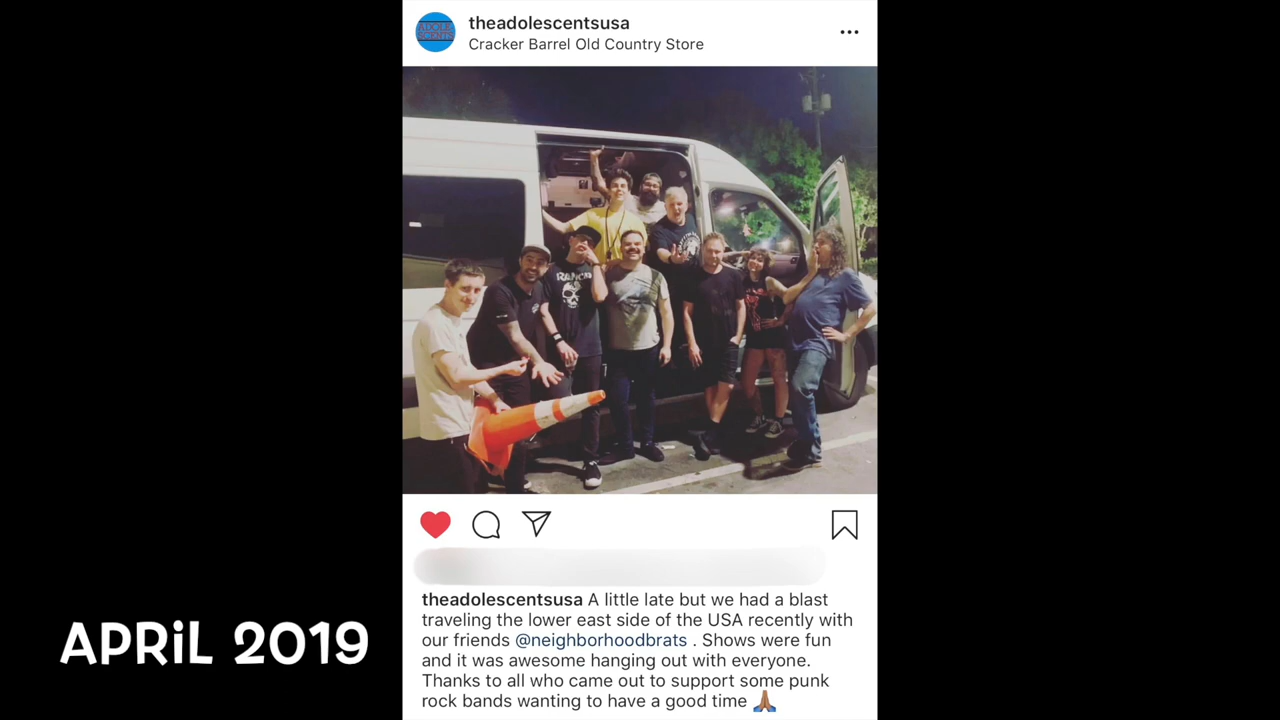 ADOLE
SCENTS
theadolescentsusa
Cracker Barrel Old Country Store
RANCID
theadolescentsusa A little late but we had a blast
traveling the lower east side of the USA recently with
our friends @neighborhoodbrats . Shows were fun
and it was awesome hanging out with everyone.
Thanks to all who came out to support some punk
rock bands wanting to have a good time 🙏🏾
APRiL 2019